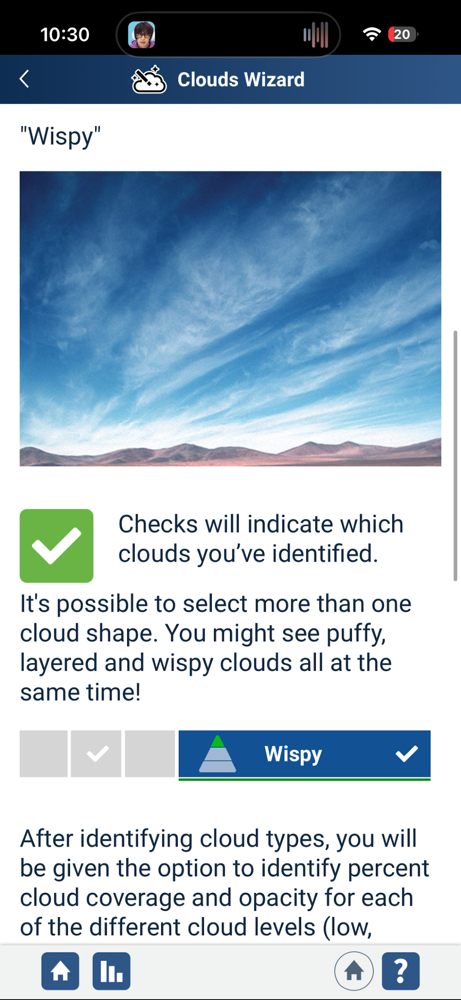 10:30
20
Clouds Wizard
"Wispy"
Checks will indicate which
clouds you’ve identified.
It's possible to select more than one
cloud shape. You might see puffy,
layered and wispy clouds all at the
same time!
Wispy
After identifying cloud types, you will
be given the option to identify percent
cloud coverage and opacity for each
of the different cloud levels (low,
?